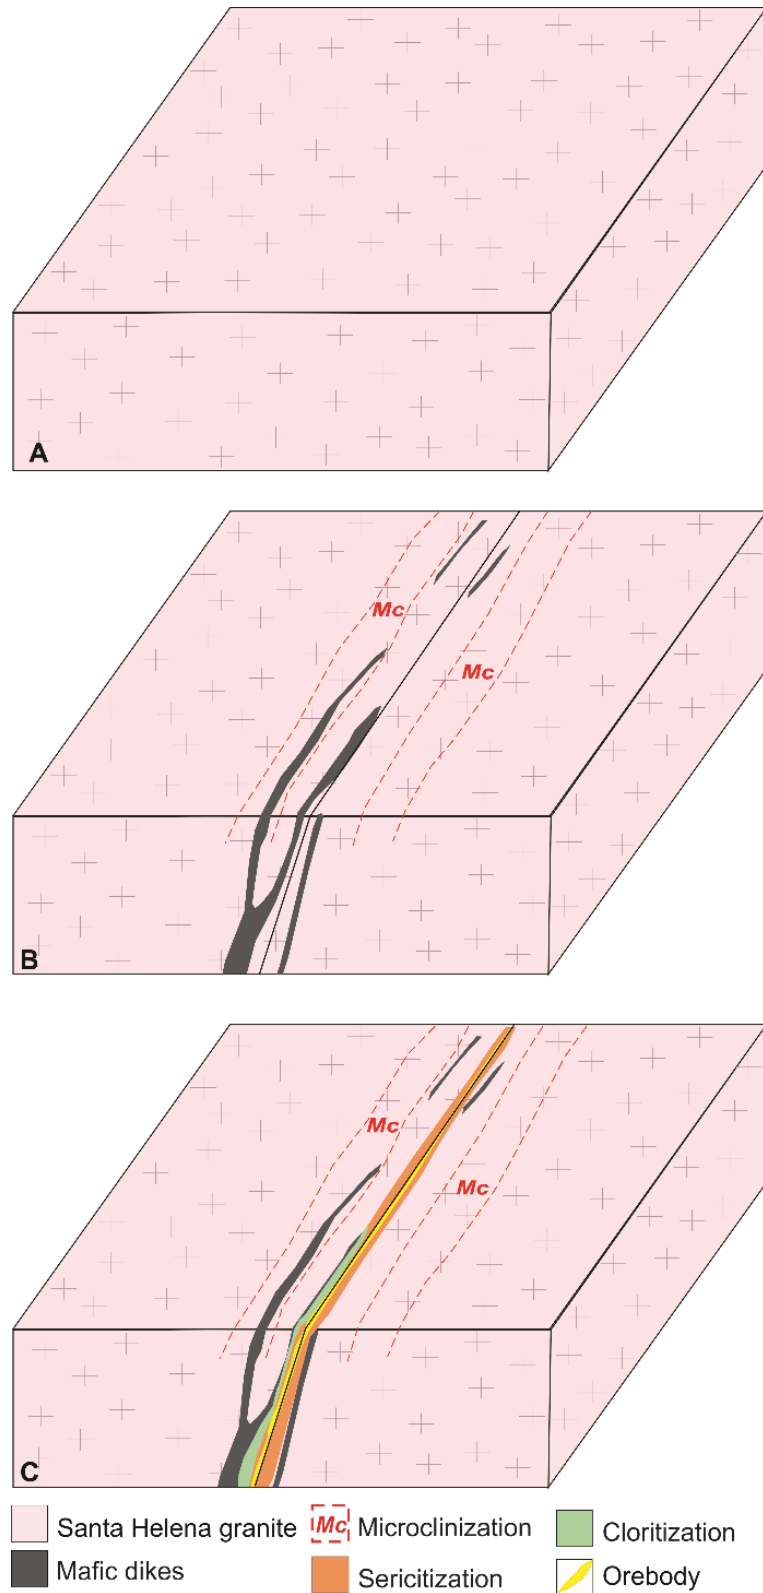 A
Mc
Mc
B
Mc
Mc
C
Santa Helena granite
Mc Microclinization
Cloritization
Mafic dikes
Sericitization
Orebody